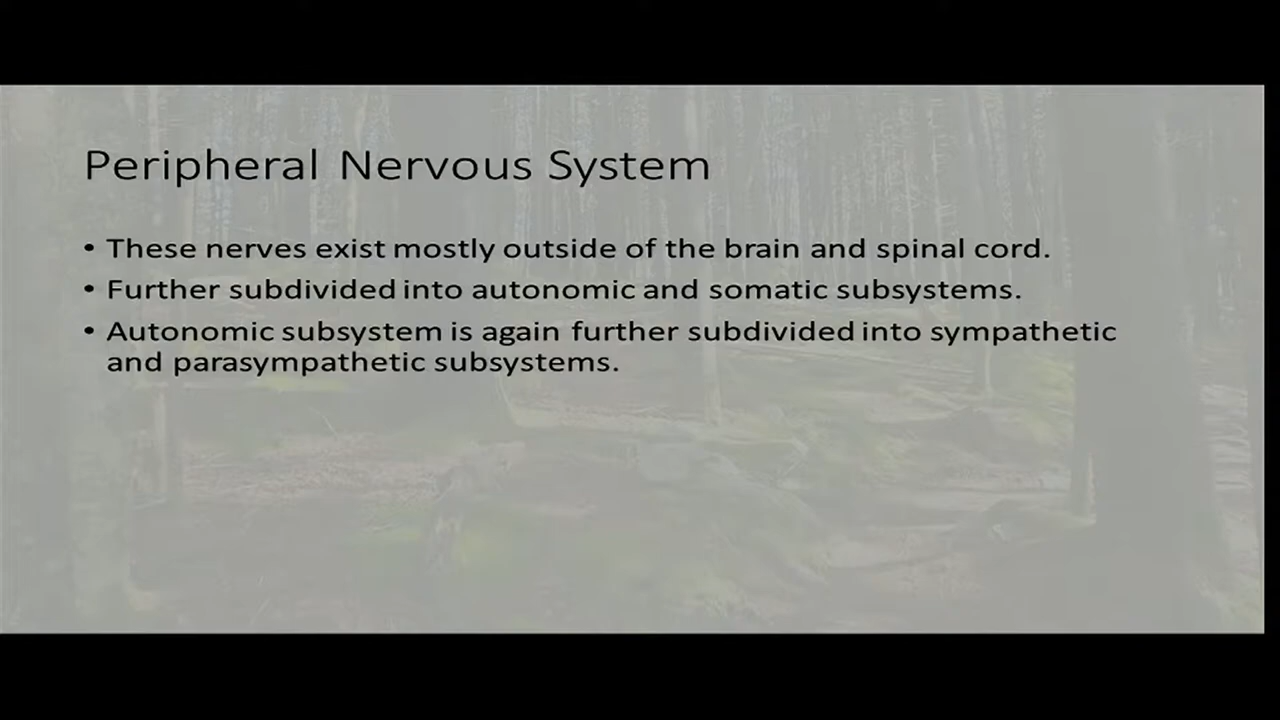 Peripheral Nervous System
• These nerves exist mostly outside of the brain and spinal cord.
• Further subdivided into autonomic and somatic subsystems.
• Autonomic subsystem is again further subdivided into sympathetic
and parasympathetic subsystems.